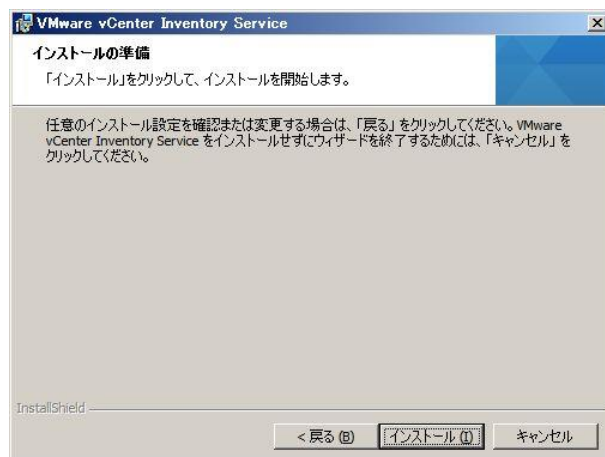 VMware vCenter Inventory Service
インストールの準備
「インストール」をクリックして、インストールを開始します。
任意のインストール設定を確認または変更する場合は、「戻る」をクリックしてください。VMware
vCenter Inventory Service をインストールせずにウィザードを終了するためには、「キャンセル」を
クリックしてください。
InstallShield
< 戻る (B) インストール (I) キャンセル